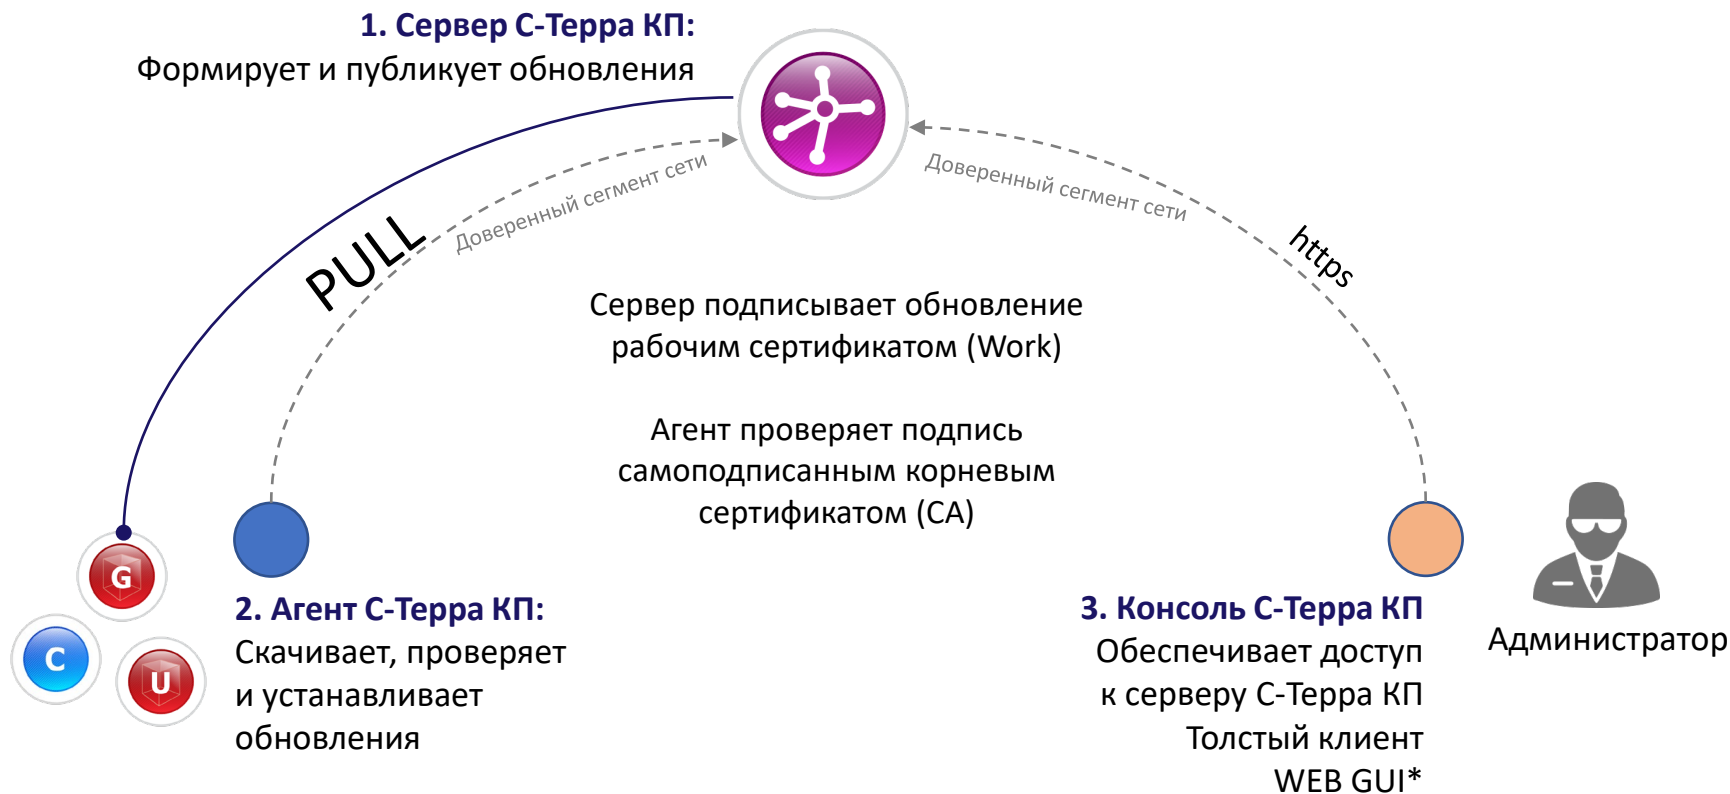 1. Сервер С-Терра КП:
Формирует и публикует обновления
Доверенный сегмент сети
Доверенный сегмент сети
PULL
https
Сервер подписывает обновление
рабочим сертификатом (Work)
Агент проверяет подпись
самоподписанным корневым
сертификатом (CA)
G
C
U
2. Агент С-Терра КП:
Скачивает, проверяет
и устанавливает
обновления
3. Консоль С-Терра КП
Обеспечивает доступ
к серверу С-Терра КП
Толстый клиент
WEB GUI*
Администратор